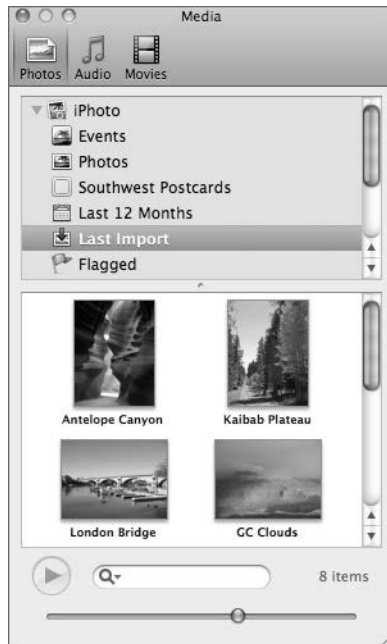 Media
Photos Audio Movies
iPhoto
Events
Photos
Southwest Postcards
Last 12 Months
Last Import
Flagged
Antelope Canyon Kaibab Plateau
London Bridge GC Clouds
8 items